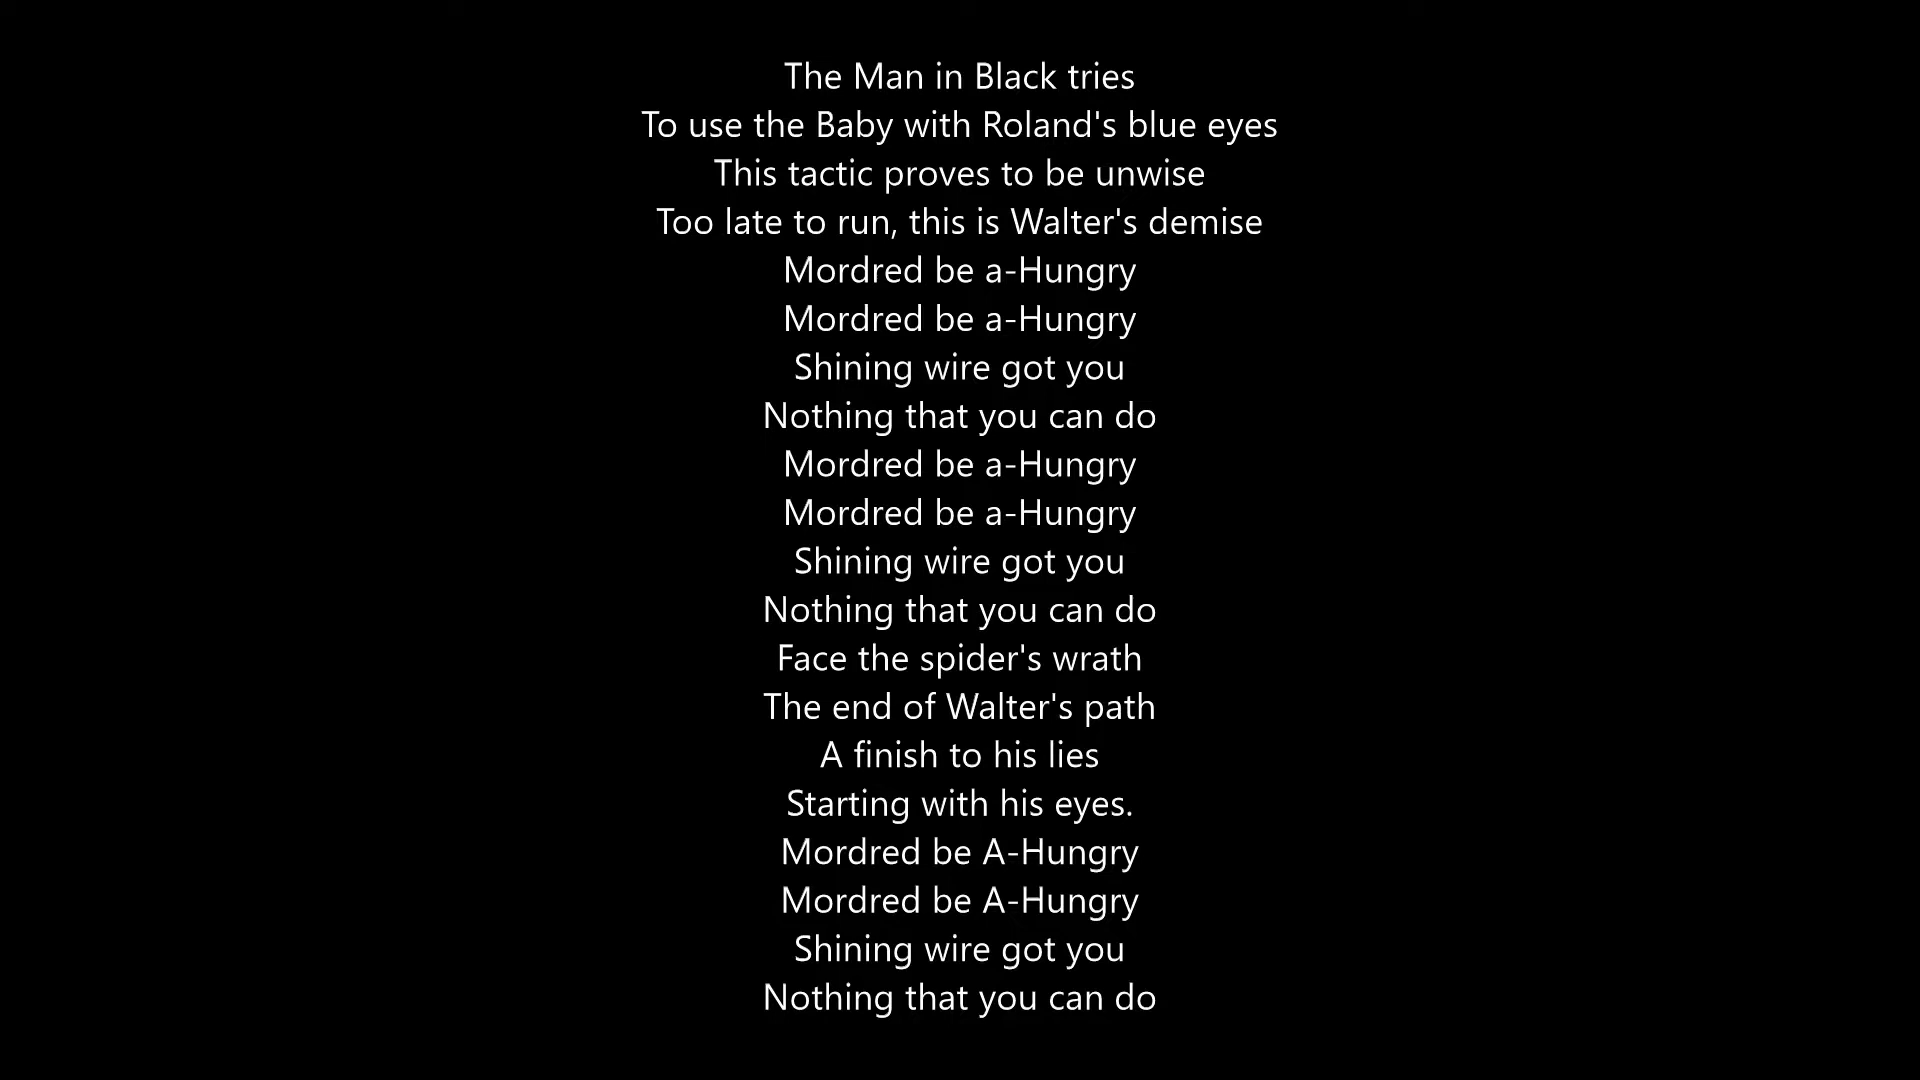 The Man in Black tries
To use the Baby with Roland's blue eyes
This tactic proves to be unwise
Too late to run, this is Walter's demise
Mordred be a-Hungry
Mordred be a-Hungry
Shining wire got you
Nothing that you can do
Mordred be a-Hungry
Mordred be a-Hungry
Shining wire got you
Nothing that you can do
Face the spider's wrath
The end of Walter's path
A finish to his lies
Starting with his eyes.
Mordred be A-Hungry
Mordred be A-Hungry
Shining wire got you
Nothing that you can do